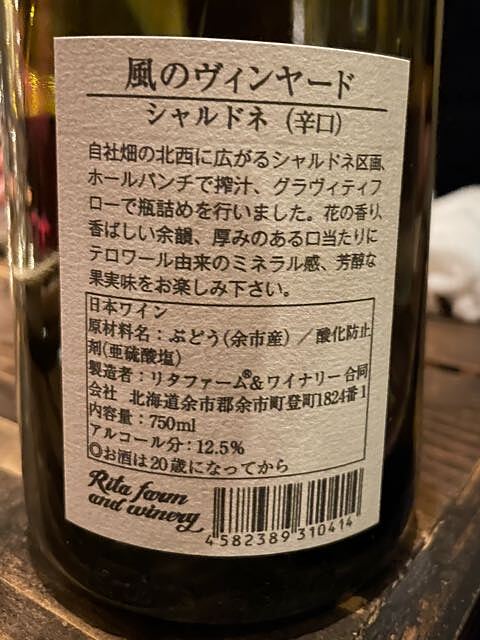 風のヴィンヤード
シャルドネ（辛口）
自社畑の北西に広がるシャルドネ区画、
ホールバンチで搾汁、グラヴィティフ
ローで瓶詰めを行いました。花の香り、
香ばしい余韻、厚みのある口当たりに
テロワール由来のミネラル感、芳醇な
果実味をお楽しみ下さい。
日本ワイン
原材料名：ぶどう(余市産)／酸化防止
剤(亜硫酸塩)
製造者：リタファーム®&ワイナリー合同
会社 北海道余市郡余市町登町1824番1
内容量：750ml
アルコール分：12.5%
◎お酒は20歳になってから
Rita farm
and winery
4582389310414